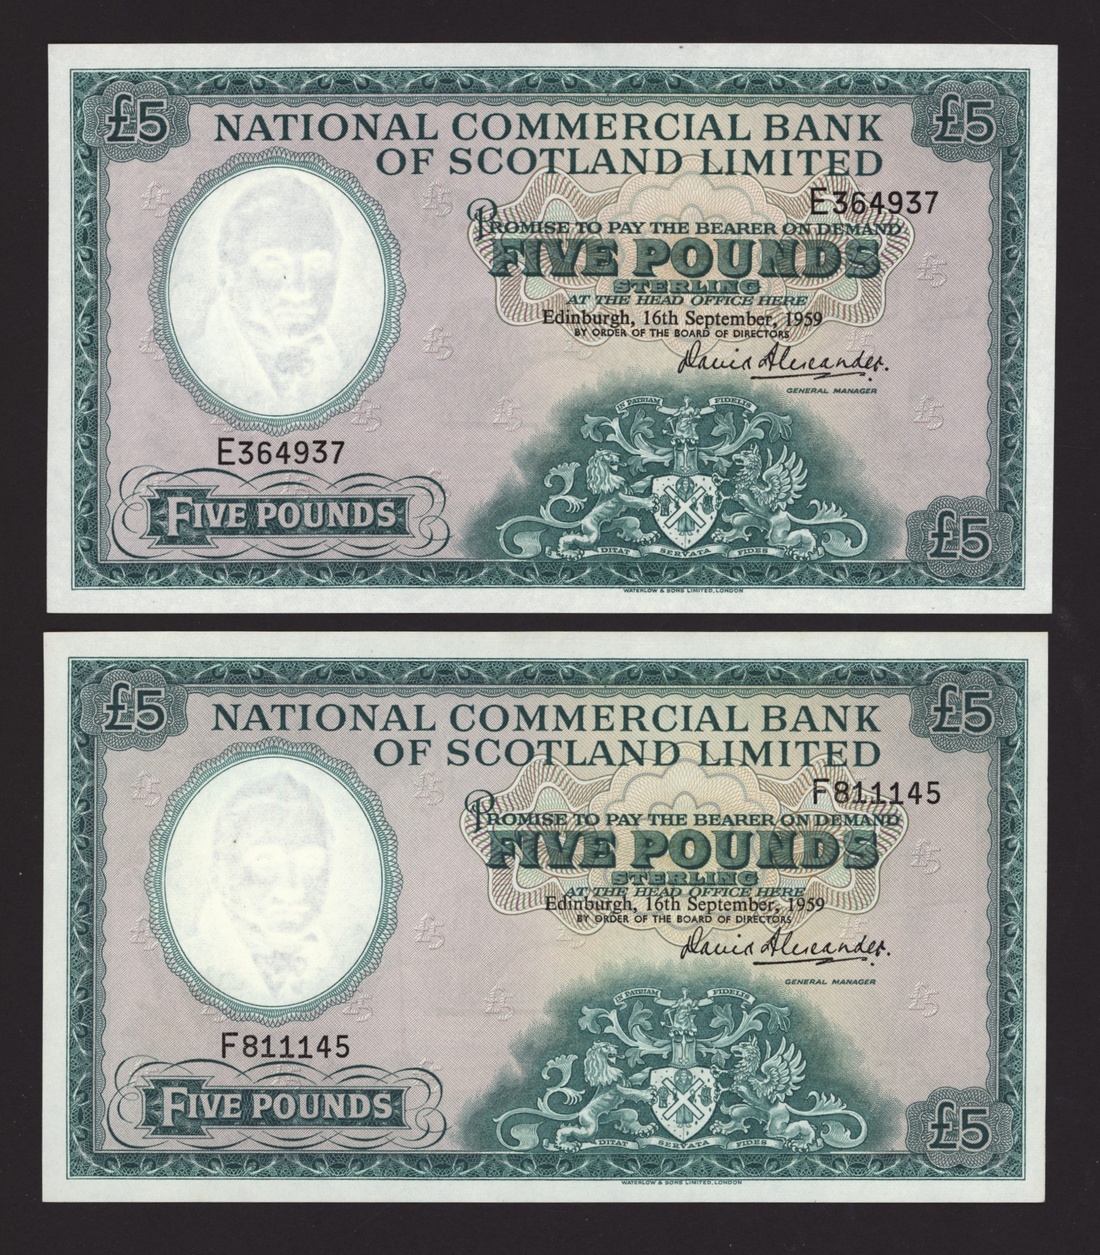 £5 £5
NATIONAL COMMERCIAL BANK
OF SCOTLAND LIMITED
E364937
PROMISE TO PAY THE BEARER ON DEMAND
FIVE POUNDS
STERLING
AT THE HEAD OFFICE HERE
Edinburgh, 16th September, 1959
BY ORDER OF THE BOARD OF DIRECTORS
David Alexander.
GENERAL MANAGER
IN PATRIAM FIDELIS
E364937
FIVE POUNDS
£5
DITAT SERVATA FIDES
WATERLOW & SONS LIMITED, LONDON
£5 £5
NATIONAL COMMERCIAL BANK
OF SCOTLAND LIMITED
F811145
PROMISE TO PAY THE BEARER ON DEMAND
FIVE POUNDS
STERLING
AT THE HEAD OFFICE HERE
Edinburgh, 16th September, 1959
BY ORDER OF THE BOARD OF DIRECTORS
David Alexander.
GENERAL MANAGER
IN PATRIAM FIDELIS
F811145
FIVE POUNDS
£5
DITAT SERVATA FIDES
WATERLOW & SONS LIMITED, LONDON